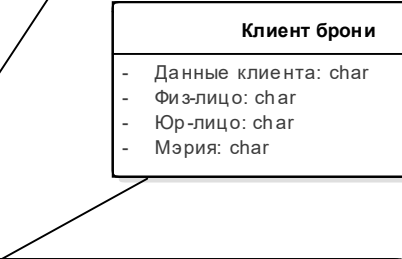 Клиент брони
- Данные клиента: char
- Физ-лицо: char
- Юр-лицо: char
- Мэрия: char